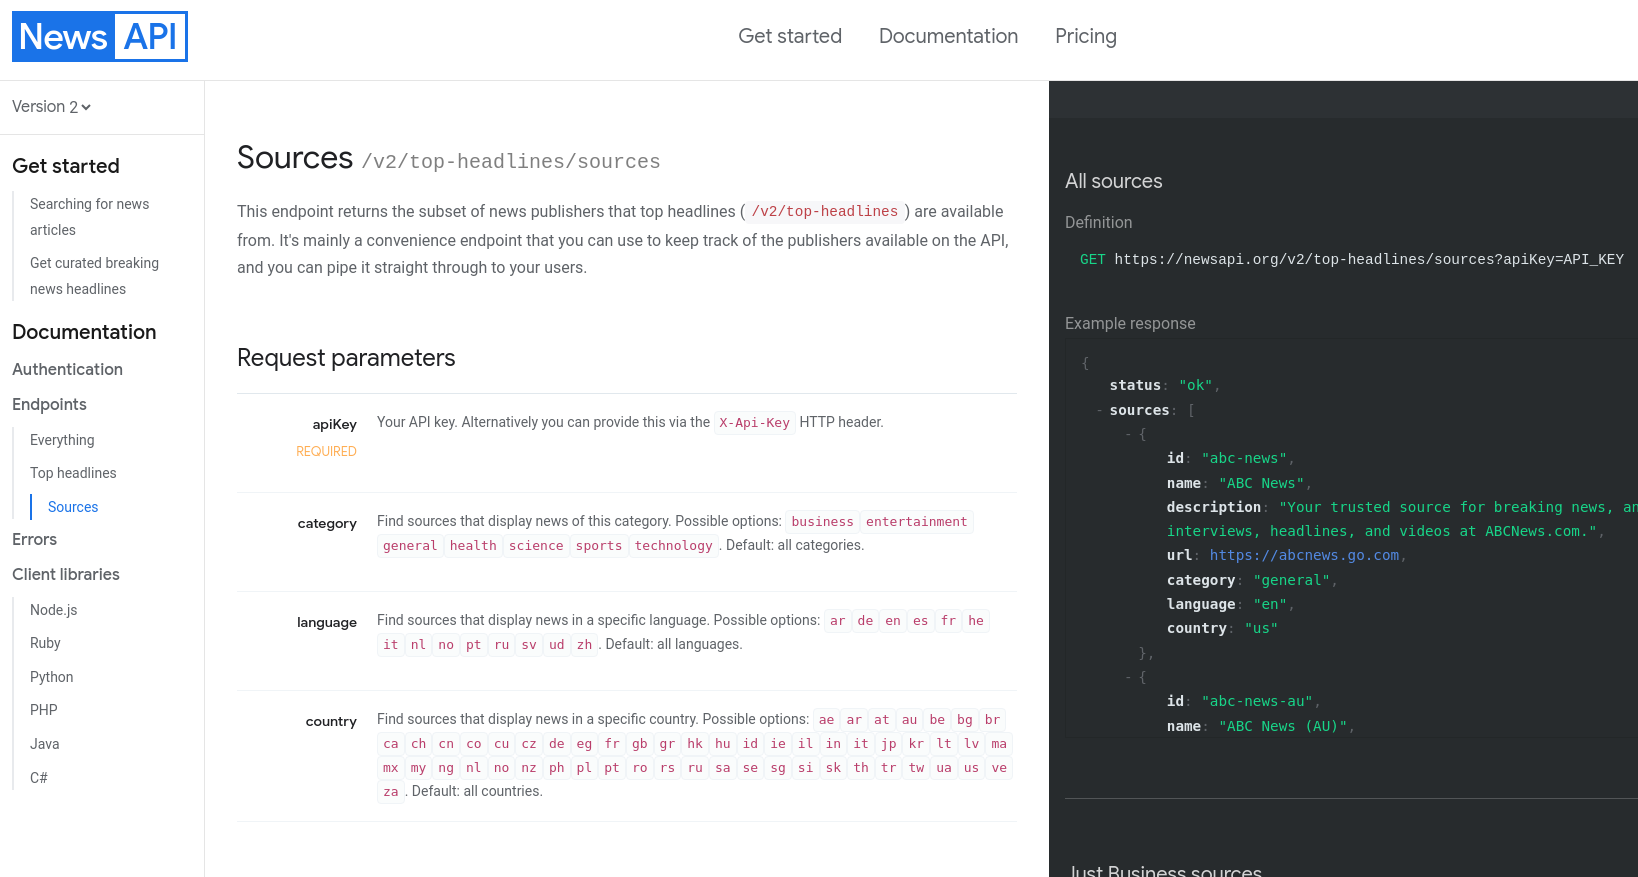 News API
Get started Documentation Pricing
Version 2
Get started
Searching for news
articles
Get curated breaking
news headlines
Documentation
Authentication
Endpoints
Everything
Top headlines
Sources
Errors
Client libraries
Node.js
Ruby
Python
PHP
Java
C#
Sources /v2/top-headlines/sources
This endpoint returns the subset of news publishers that top headlines ( /v2/top-headlines ) are available
from. It's mainly a convenience endpoint that you can use to keep track of the publishers available on the API,
and you can pipe it straight through to your users.
Request parameters
apiKey Your API key. Alternatively you can provide this via the X-Api-Key HTTP header.
REQUIRED
category Find sources that display news of this category. Possible options: business entertainment
general health science sports technology . Default: all categories.
language Find sources that display news in a specific language. Possible options: ar de en es fr he
it nl no pt ru sv ud zh . Default: all languages.
country Find sources that display news in a specific country. Possible options: ae ar at au be bg br
ca ch cn co cu cz de eg fr gb gr hk hu id ie il in it jp kr lt lv ma
mx my ng nl no nz ph pl pt ro rs ru sa se sg si sk th tr tw ua us ve
za . Default: all countries.
All sources
Definition
GET https://newsapi.org/v2/top-headlines/sources?apiKey=API_KEY
Example response
{
status: "ok",
- sources: [
- {
id: "abc-news",
name: "ABC News",
description: "Your trusted source for breaking news, an
interviews, headlines, and videos at ABCNews.com.",
url: https://abcnews.go.com,
category: "general",
language: "en",
country: "us"
},
- {
id: "abc-news-au",
name: "ABC News (AU)",
Just Business sources